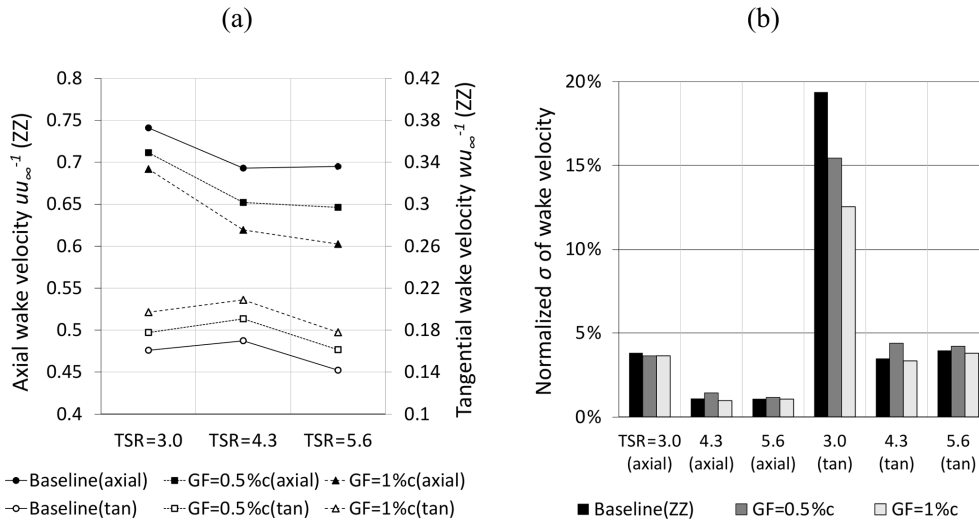 (a)
Axial wake velocity uu∞⁻¹ (ZZ)
0.8
0.75
0.7
0.65
0.6
0.55
0.5
0.45
0.4
0.42
0.38
0.34
0.3
0.26
0.22
0.18
0.14
0.1
Tangential wake velocity wu∞⁻¹ (ZZ)
TSR=3.0 TSR=4.3 TSR=5.6
Baseline(axial) GF=0.5%c(axial) GF=1%c(axial)
Baseline(tan) GF=0.5%c(tan) GF=1%c(tan)
(b)
Normalized σ of wake velocity
20%
15%
10%
5%
0%
TSR=3.0 4.3 5.6 3.0 4.3 5.6
(axial) (axial) (axial) (tan) (tan) (tan)
Baseline(ZZ) GF=0.5%c GF=1%c